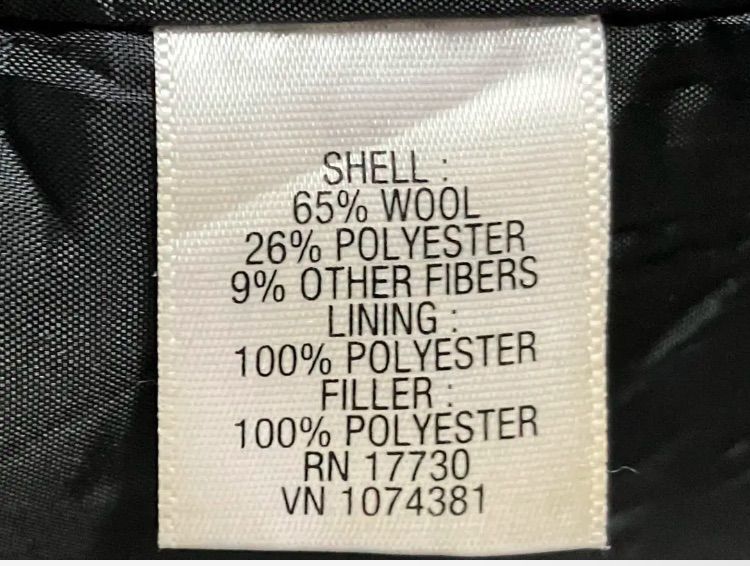 SHELL :
65% WOOL
26% POLYESTER
9% OTHER FIBERS
LINING :
100% POLYESTER
FILLER :
100% POLYESTER
RN 17730
VN 1074381